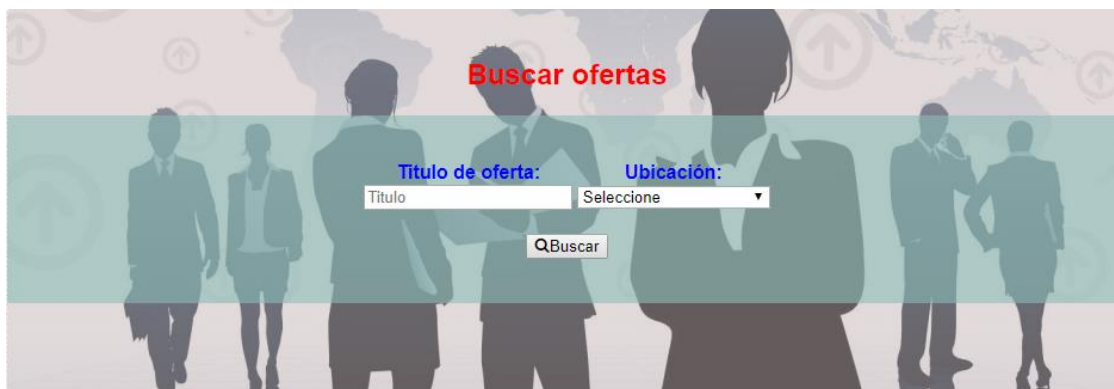 Buscar ofertas
Titulo de oferta: Ubicación:
Titulo Seleccione
Buscar